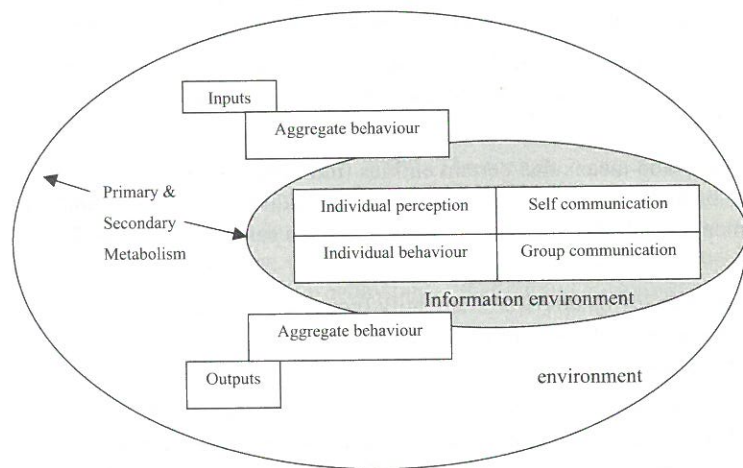 Inputs
Aggregate behaviour
Primary &
Secondary
Metabolism
Individual perception
Self communication
Individual behaviour
Group communication
Information environment
Aggregate behaviour
Outputs
environment